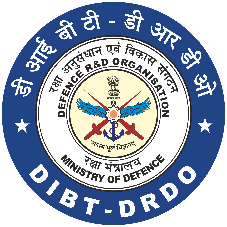 डी आई बी टी - डी आर डी ओ
रक्षा अनुसंधान एवं विकास संगठन
DEFENCE R&D ORGANISATION
रक्षा मंत्रालय
MINISTRY OF DEFENCE
DIBT-DRDO